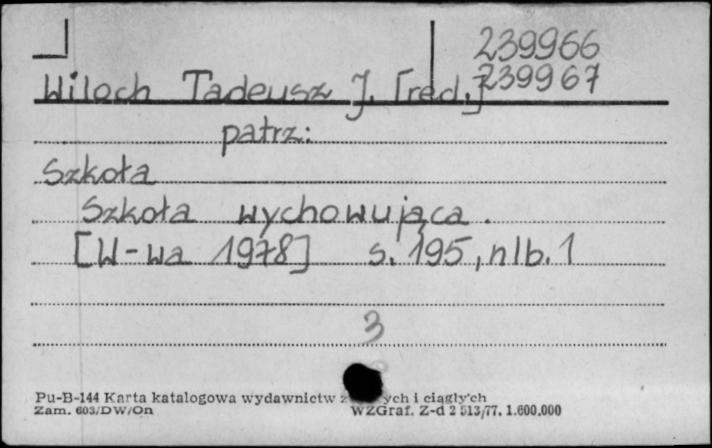 239966
Wiloch Tadeusz J. [red.] 239967
patrz:
Szkoła
Szkoła wychowująca.
[W-wa 1978] s. 195, nlb. 1
3
Pu-B-144 Karta katalogowa wydawnictw i ciągłych
Zam. 603/DW/On WZGraf. Z-d 2 513/77. 1.600.000